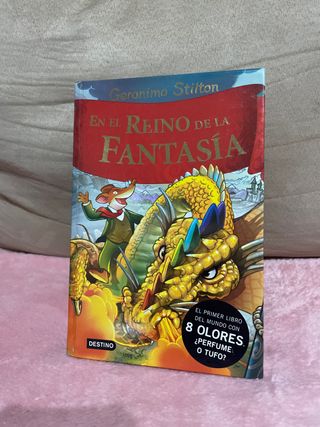 Geronimo Stilton
EN EL REINO DE LA
FANTASÍA
EL PRIMER LIBRO
DEL MUNDO CON
8 OLORES.
¿PERFUME
O TUFO?
DESTINO